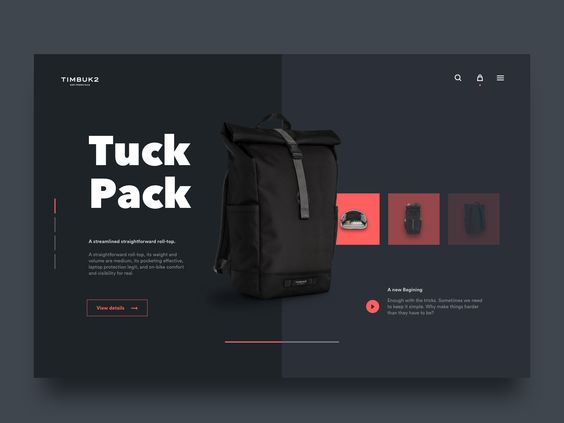 TIMBUK2
SAN FRANCISCO
Tuck
Pack
A streamlined straightforward roll-top.
A straightforward roll-top, its weight and
volume are medium, its pocketing effective,
laptop protection legit, and on-bike comfort
and visibility for real.
View details
TIMBUK2
A new Begining
Enough with the tricks. Sometimes we need
to keep it simple. Why make things harder
than they have to be?